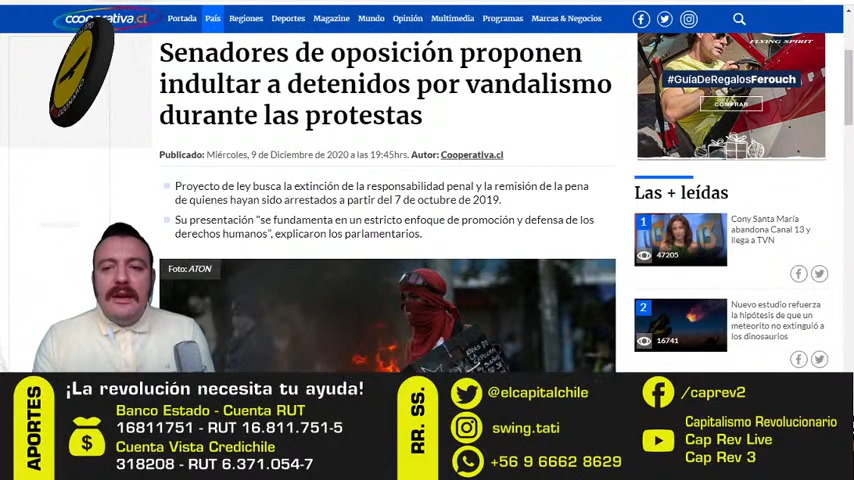 cooperativa.cl
Portada País Regiones Deportes Magazine Mundo Opinión Multimedia Programas Marcas & Negocios
Senadores de oposición proponen
indultar a detenidos por vandalismo
durante las protestas
Publicado: Miércoles, 9 de Diciembre de 2020 a las 19:45hrs. Autor: Cooperativa.cl
Proyecto de ley busca la extinción de la responsabilidad penal y la remisión de la pena
de quienes hayan sido arrestados a partir del 7 de octubre de 2019.
Su presentación "se fundamenta en un estricto enfoque de promoción y defensa de los
derechos humanos", explicaron los parlamentarios.
Foto: ATON
FLYING SPIRIT
#GuíaDeRegalosFerouch
COMPRAR
Las + leídas
1
47205
Cony Santa María
abandona Canal 13 y
llega a TVN
2
16741
Nuevo estudio refuerza
la hipótesis de que un
meteorito no extinguió a
los dinosaurios
APORTES
¡La revolución necesita tu ayuda!
Banco Estado - Cuenta RUT
16811751 - RUT 16.811.751-5
Cuenta Vista Credichile
318208 - RUT 6.371.054-7
RR. SS.
@elcapitalchile
swing.tati
+56 9 6662 8629
/caprev2
Capitalismo Revolucionario
Cap Rev Live
Cap Rev 3